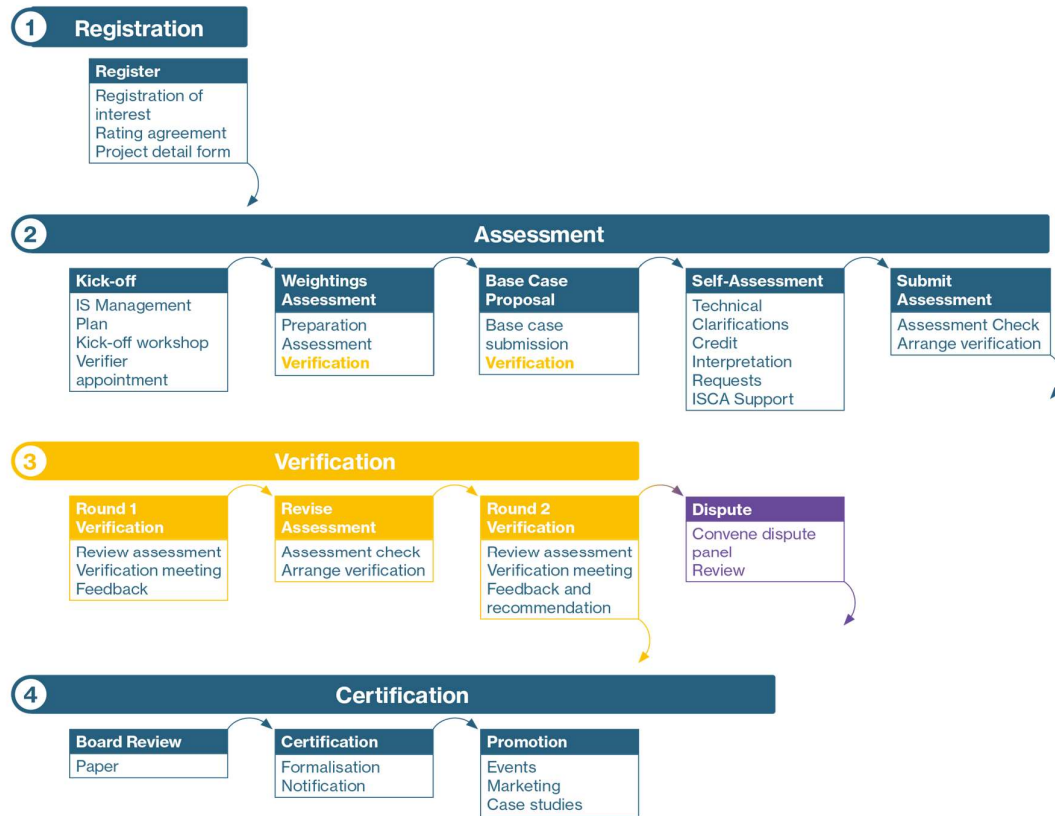 1 Registration
Register
Registration of
interest
Rating agreement
Project detail form
2 Assessment
Kick-off
IS Management
Plan
Kick-off workshop
Verifier
appointment
Weightings
Assessment
Preparation
Assessment
Verification
Base Case
Proposal
Base case
submission
Verification
Self-Assessment
Technical
Clarifications
Credit
Interpretation
Requests
ISCA Support
Submit
Assessment
Assessment Check
Arrange verification
3 Verification
Round 1
Verification
Review assessment
Verification meeting
Feedback
Revise
Assessment
Assessment check
Arrange verification
Round 2
Verification
Review assessment
Verification meeting
Feedback and
recommendation
Dispute
Convene dispute
panel
Review
4 Certification
Board Review
Paper
Certification
Formalisation
Notification
Promotion
Events
Marketing
Case studies